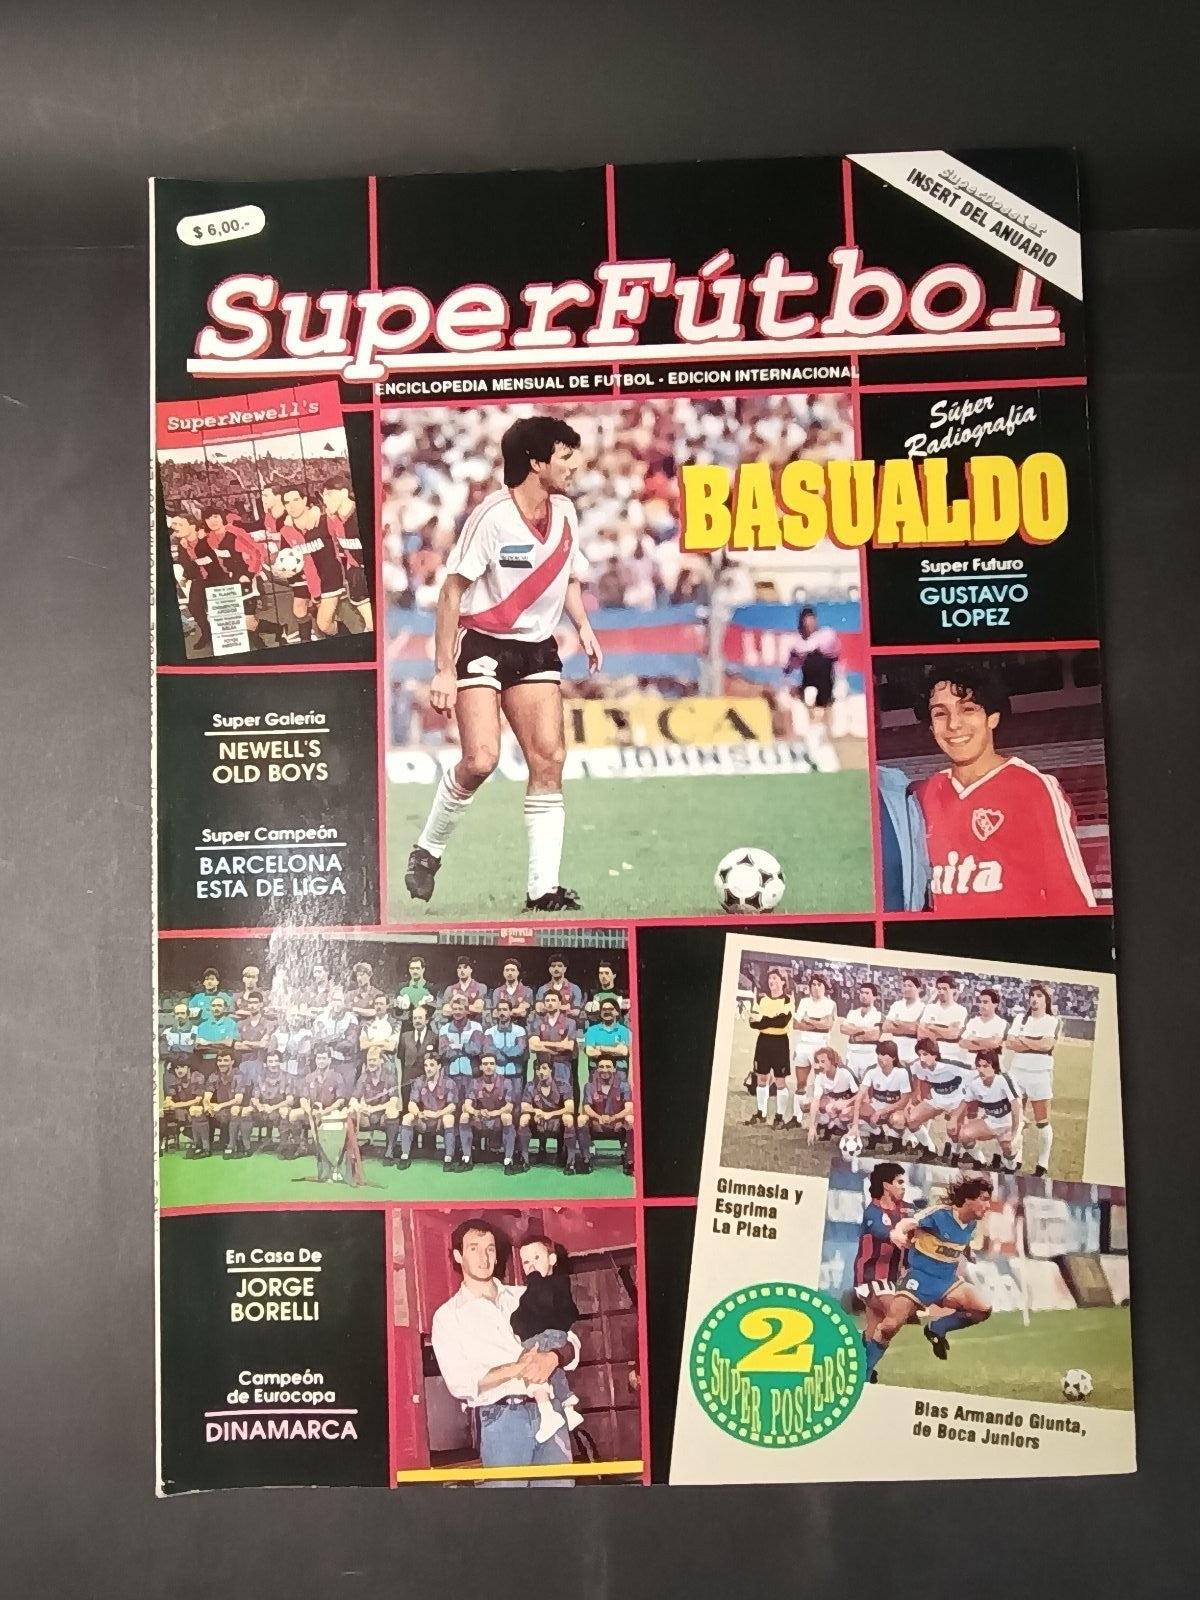 $ 6,00.-
INSERT DEL ANUARIO
SuperFútbol
ENCICLOPEDIA MENSUAL DE FUTBOL - EDICION INTERNACIONAL
SuperNewell's
Súper
Radiografía
BASUALDO
Super Futuro
GUSTAVO
LOPEZ
Super Galería
NEWELL'S
OLD BOYS
Super Campeón
BARCELONA
ESTA DE LIGA
JOHNSON
Gimnasia y
Esgrima
La Plata
En Casa De
JORGE
BORELLI
Campeón
de Eurocopa
DINAMARCA
2
SUPER POSTERS
Blas Armando Giunta,
de Boca Juniors